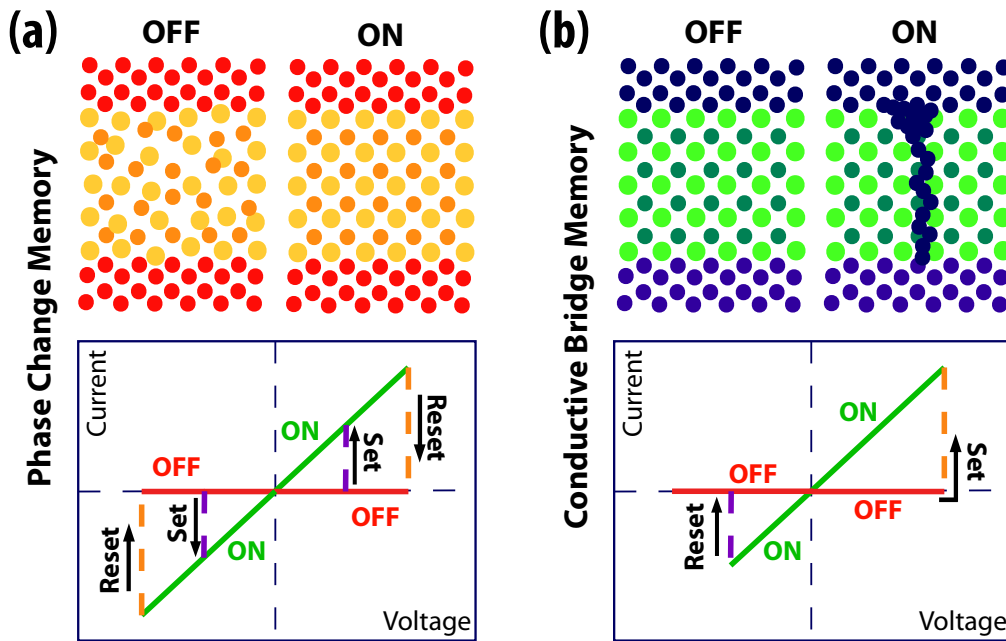 (a)
OFF
ON
Phase Change Memory
Current
ON
Set
Reset
OFF
OFF
Set
Reset
ON
Voltage
(b)
OFF
ON
Conductive Bridge Memory
Current
ON
Set
OFF
OFF
Reset
ON
Voltage